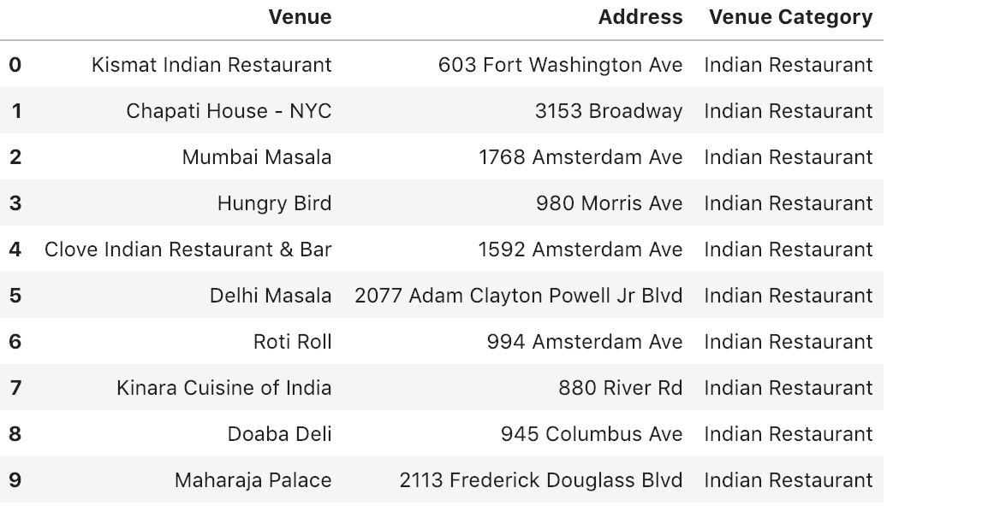 Venue Address Venue Category
0 Kismat Indian Restaurant 603 Fort Washington Ave Indian Restaurant
1 Chapati House - NYC 3153 Broadway Indian Restaurant
2 Mumbai Masala 1768 Amsterdam Ave Indian Restaurant
3 Hungry Bird 980 Morris Ave Indian Restaurant
4 Clove Indian Restaurant & Bar 1592 Amsterdam Ave Indian Restaurant
5 Delhi Masala 2077 Adam Clayton Powell Jr Blvd Indian Restaurant
6 Roti Roll 994 Amsterdam Ave Indian Restaurant
7 Kinara Cuisine of India 880 River Rd Indian Restaurant
8 Doaba Deli 945 Columbus Ave Indian Restaurant
9 Maharaja Palace 2113 Frederick Douglass Blvd Indian Restaurant